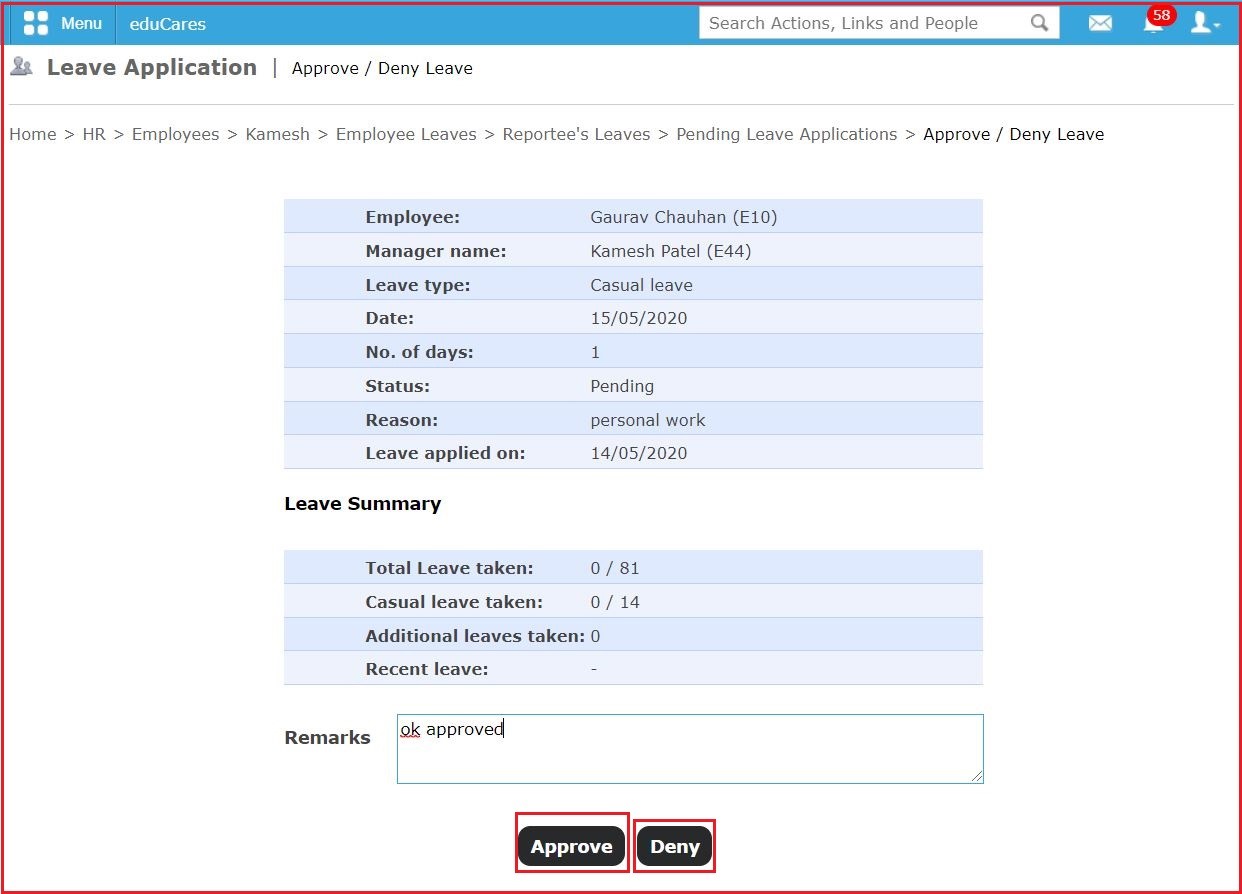 Menu eduCares Search Actions, Links and People 58
Leave Application | Approve / Deny Leave
Home > HR > Employees > Kamesh > Employee Leaves > Reportee's Leaves > Pending Leave Applications > Approve / Deny Leave
Employee: Gaurav Chauhan (E10)
Manager name: Kamesh Patel (E44)
Leave type: Casual leave
Date: 15/05/2020
No. of days: 1
Status: Pending
Reason: personal work
Leave applied on: 14/05/2020
Leave Summary
Total Leave taken: 0 / 81
Casual leave taken: 0 / 14
Additional leaves taken: 0
Recent leave: -
Remarks ok approved
Approve Deny